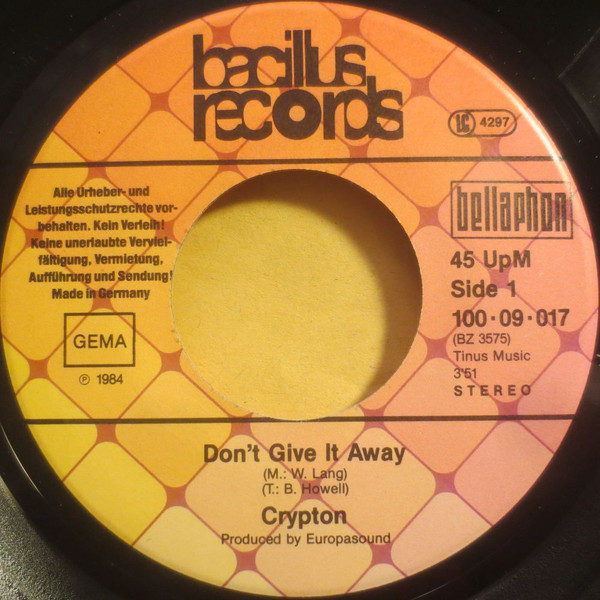 bacillus
records
LC 4297
Alle Urheber- und
Leistungsschutzrechte vor-
behalten. Kein Verleih!
Keine unerlaubte Verviel-
fältigung, Vermietung,
Aufführung und Sendung!
Made in Germany
GEMA
℗ 1984
bellaphon
45 UpM
Side 1
100·09·017
(BZ 3575)
Tinus Music
3'51
STEREO
Don't Give It Away
(M.: W. Lang)
(T.: B. Howell)
Crypton
Produced by Europasound